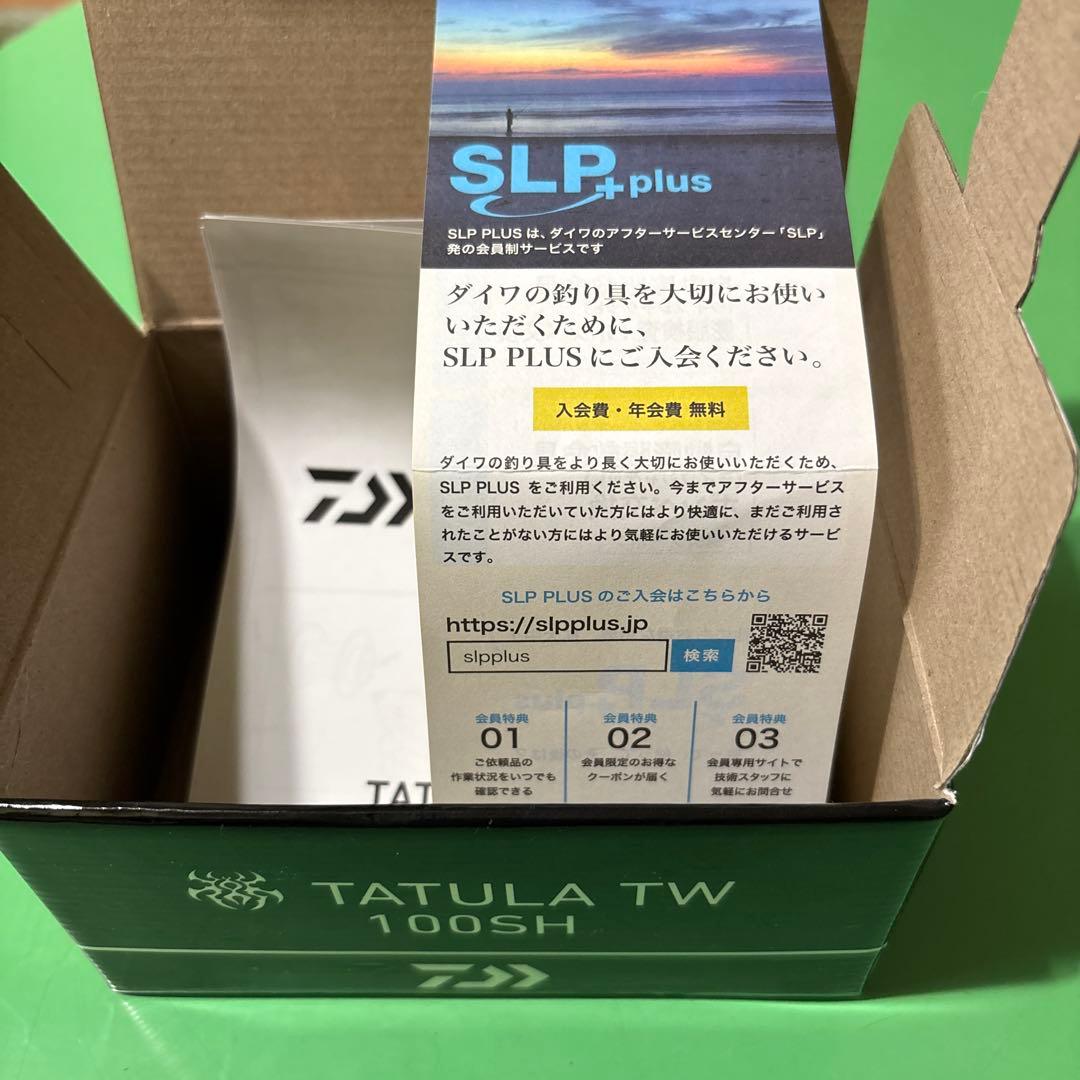 SLP+plus
SLP PLUS は、ダイワのアフターサービスセンター「SLP」
発の会員制サービスです
ダイワの釣り具を大切にお使い
いただくために、
SLP PLUS にご入会ください。
入会費・年会費 無料
ダイワの釣り具をより長く大切にお使いいただくため、
SLP PLUS をご利用ください。今までアフターサービス
をご利用いただいていた方にはより快適に、まだご利用さ
れたことがない方にはより気軽にお使いいただけるサービ
スです。
SLP PLUS のご入会はこちらから
https://slpplus.jp
slpplus 検索
会員特典
01
ご依頼品の
作業状況をいつでも
確認できる
会員特典
02
会員限定のお得な
クーポンが届く
会員特典
03
会員専用サイトで
技術スタッフに
気軽にお問合せ
TAT
TATULA TW
100SH